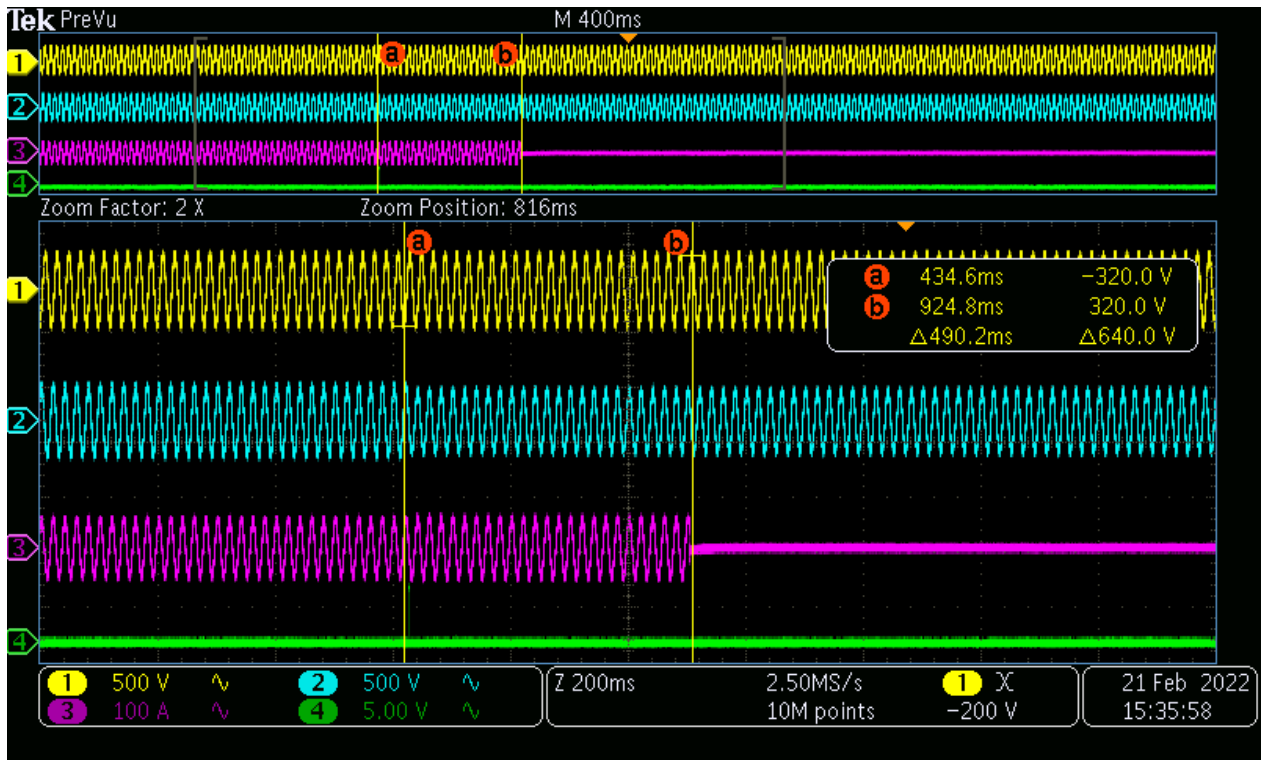 Tek PreVu M 400ms
1 a b
2
3
4
Zoom Factor: 2 X Zoom Position: 816ms
a b
1
a 434.6ms −320.0 V
b 924.8ms 320.0 V
△490.2ms △640.0 V
2
3
4
1 500 V 2 500 V Z 200ms 2.50MS/s 1 −200 V 21 Feb 2022
3 100 A 4 5.00 V 10M points 15:35:58